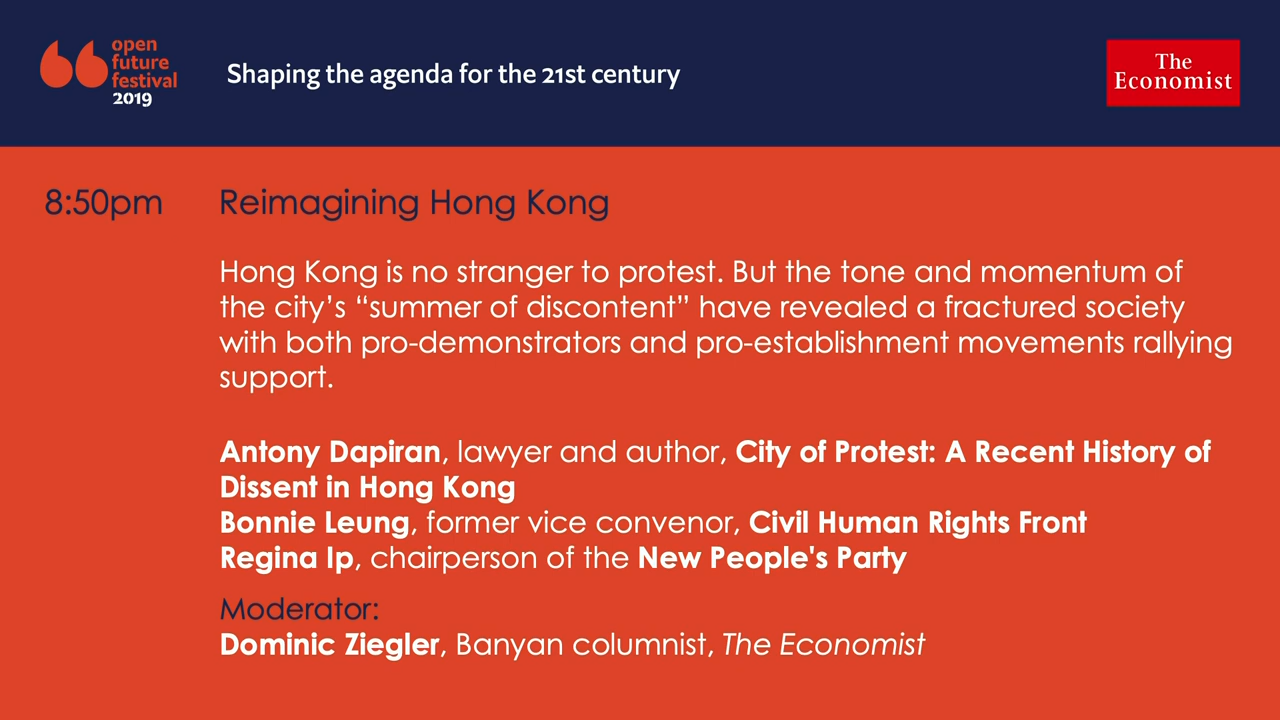 open
future
festival
2019
Shaping the agenda for the 21st century
The
Economist
8:50pm Reimagining Hong Kong
Hong Kong is no stranger to protest. But the tone and momentum of
the city’s “summer of discontent” have revealed a fractured society
with both pro-demonstrators and pro-establishment movements rallying
support.
Antony Dapiran, lawyer and author, City of Protest: A Recent History of
Dissent in Hong Kong
Bonnie Leung, former vice convenor, Civil Human Rights Front
Regina Ip, chairperson of the New People's Party
Moderator:
Dominic Ziegler, Banyan columnist, The Economist